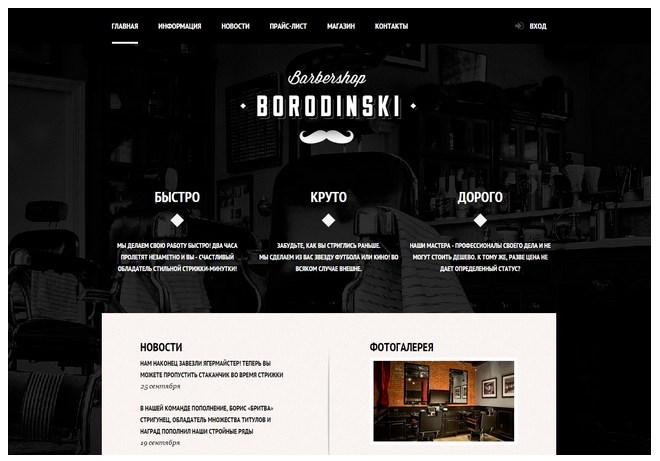 ГЛАВНАЯ ИНФОРМАЦИЯ НОВОСТИ ПРАЙС-ЛИСТ МАГАЗИН КОНТАКТЫ ВХОД
Barbershop
BORODINSKI
БЫСТРО
МЫ ДЕЛАЕМ СВОЮ РАБОТУ БЫСТРО! ДВА ЧАСА
ПРОЛЕТЯТ НЕЗАМЕТНО И ВЫ - СЧАСТЛИВЫЙ
ОБЛАДАТЕЛЬ СТИЛЬНОЙ СТРИЖКИ-МИНУТКИ!
КРУТО
ЗАБУДЬТЕ, КАК ВЫ СТРИГЛИСЬ РАНЬШЕ.
МЫ СДЕЛАЕМ ИЗ ВАС ЗВЕЗДУ ФУТБОЛА ИЛИ КИНО! ВО
ВСЯКОМ СЛУЧАЕ ВНЕШНЕ.
ДОРОГО
НАШИ МАСТЕРА - ПРОФЕССИОНАЛЫ СВОЕГО ДЕЛА И НЕ
МОГУТ СТОИТЬ ДЕШЕВО. К ТОМУ ЖЕ, РАЗВЕ ЦЕНА НЕ
ДАЕТ ОПРЕДЕЛЕННЫЙ СТАТУС?
НОВОСТИ
НАМ НАКОНЕЦ ЗАВЕЗЛИ ЯГЕРМАЙСТЕР! ТЕПЕРЬ ВЫ
МОЖЕТЕ ПРОПУСТИТЬ СТАКАНЧИК ВО ВРЕМЯ СТРИЖКИ
25 сентября
В НАШЕЙ КОМАНДЕ ПОПОЛНЕНИЕ, БОРИС «БРИТВА»
СТРИГУНЕЦ, ОБЛАДАТЕЛЬ МНОЖЕСТВА ТИТУЛОВ И
НАГРАД ПОПОЛНИЛ НАШИ СТРОЙНЫЕ РЯДЫ
19 сентября
ФОТОГАЛЕРЕЯ